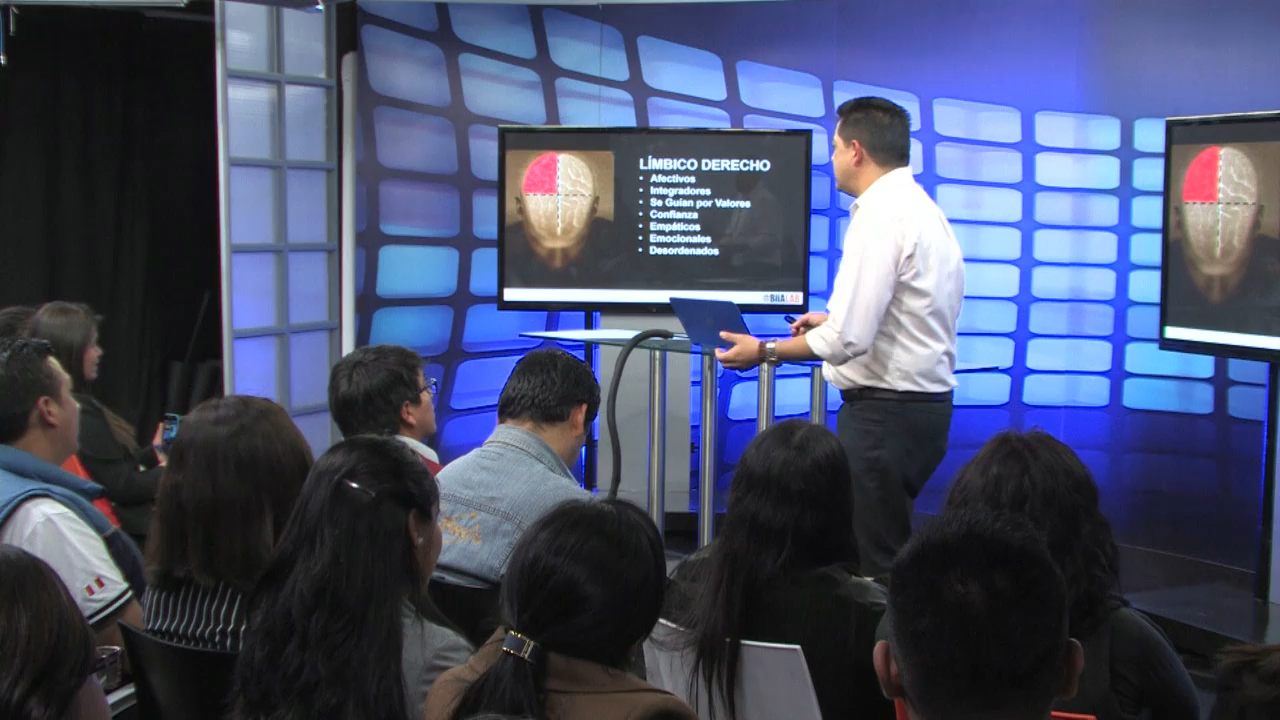 LÍMBICO DERECHO
• Afectivos
• Integradores
• Se Guían por Valores
• Confianza
• Empáticos
• Emocionales
• Desordenados